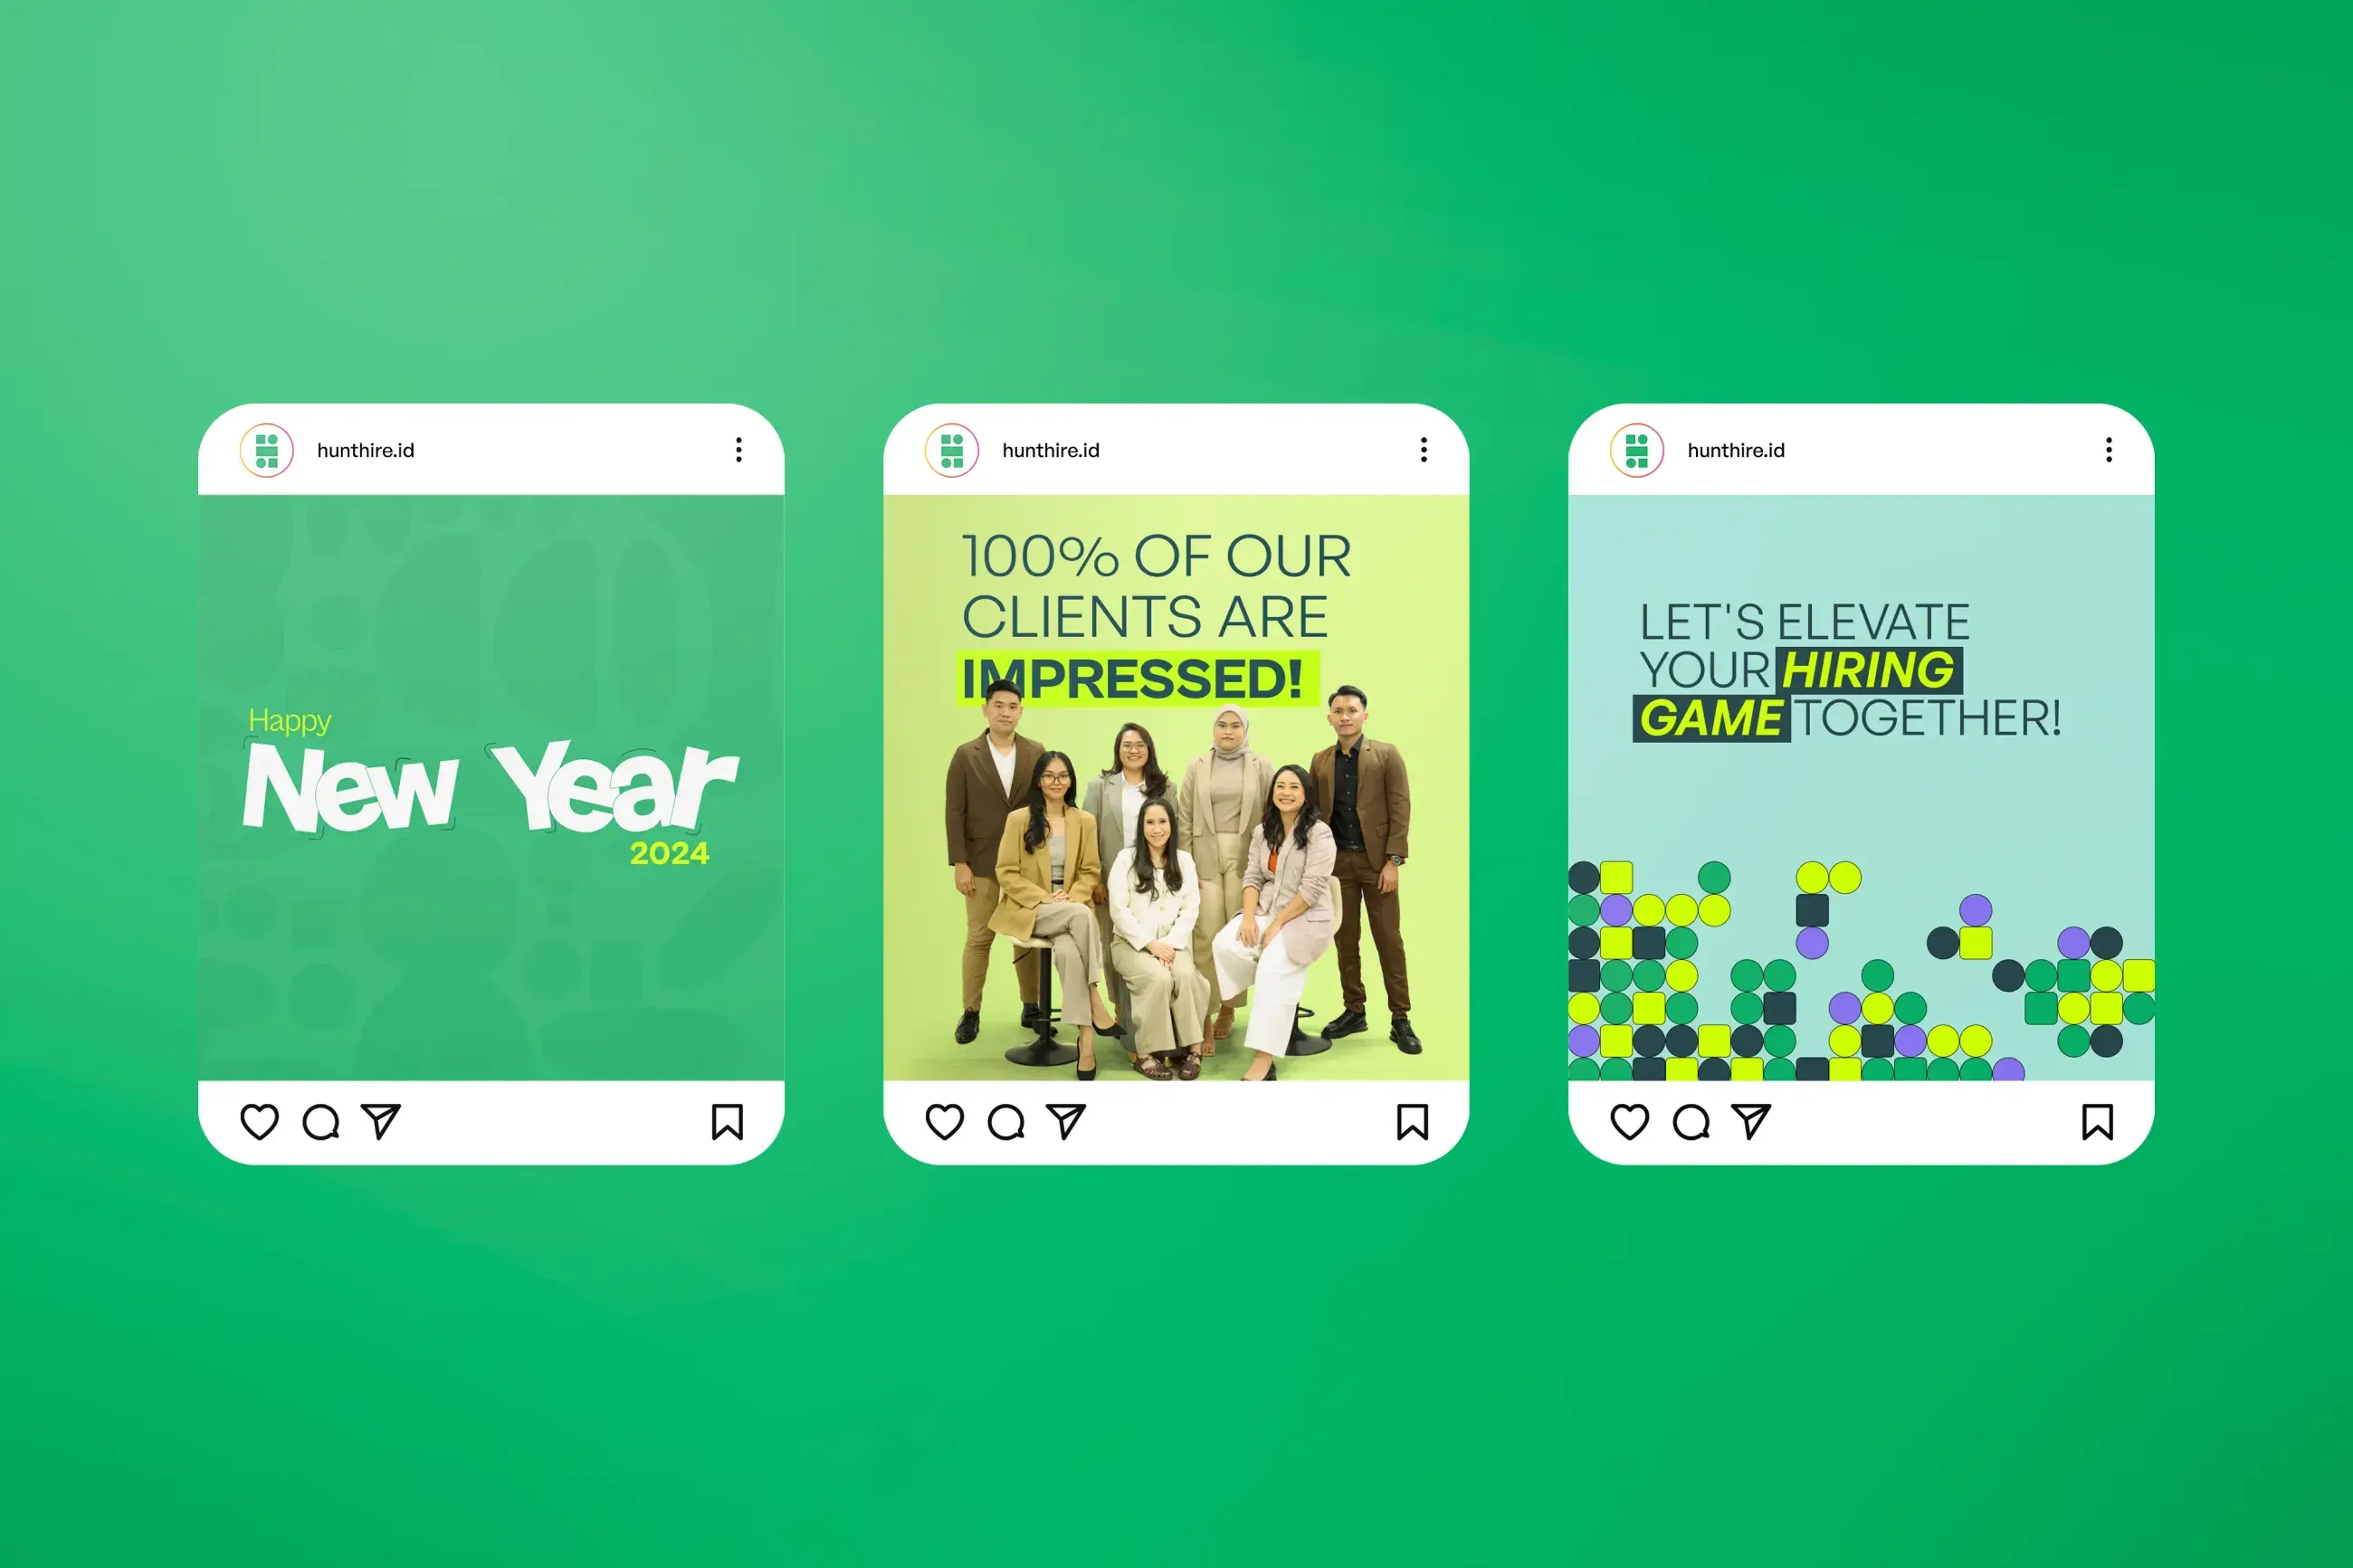 hunthire.id
Happy
New Year
2024
hunthire.id
100% OF OUR
CLIENTS ARE
IMPRESSED!
hunthire.id
LET'S ELEVATE
YOUR HIRING
GAME TOGETHER!